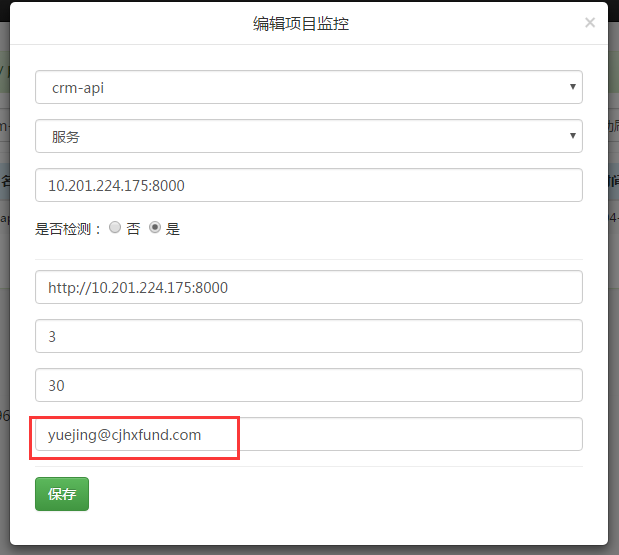 编辑项目监控
×
crm-api
服务
10.201.224.175:8000
是否检测： 否 是
http://10.201.224.175:8000
3
30
yuejing@cjhxfund.com
保存